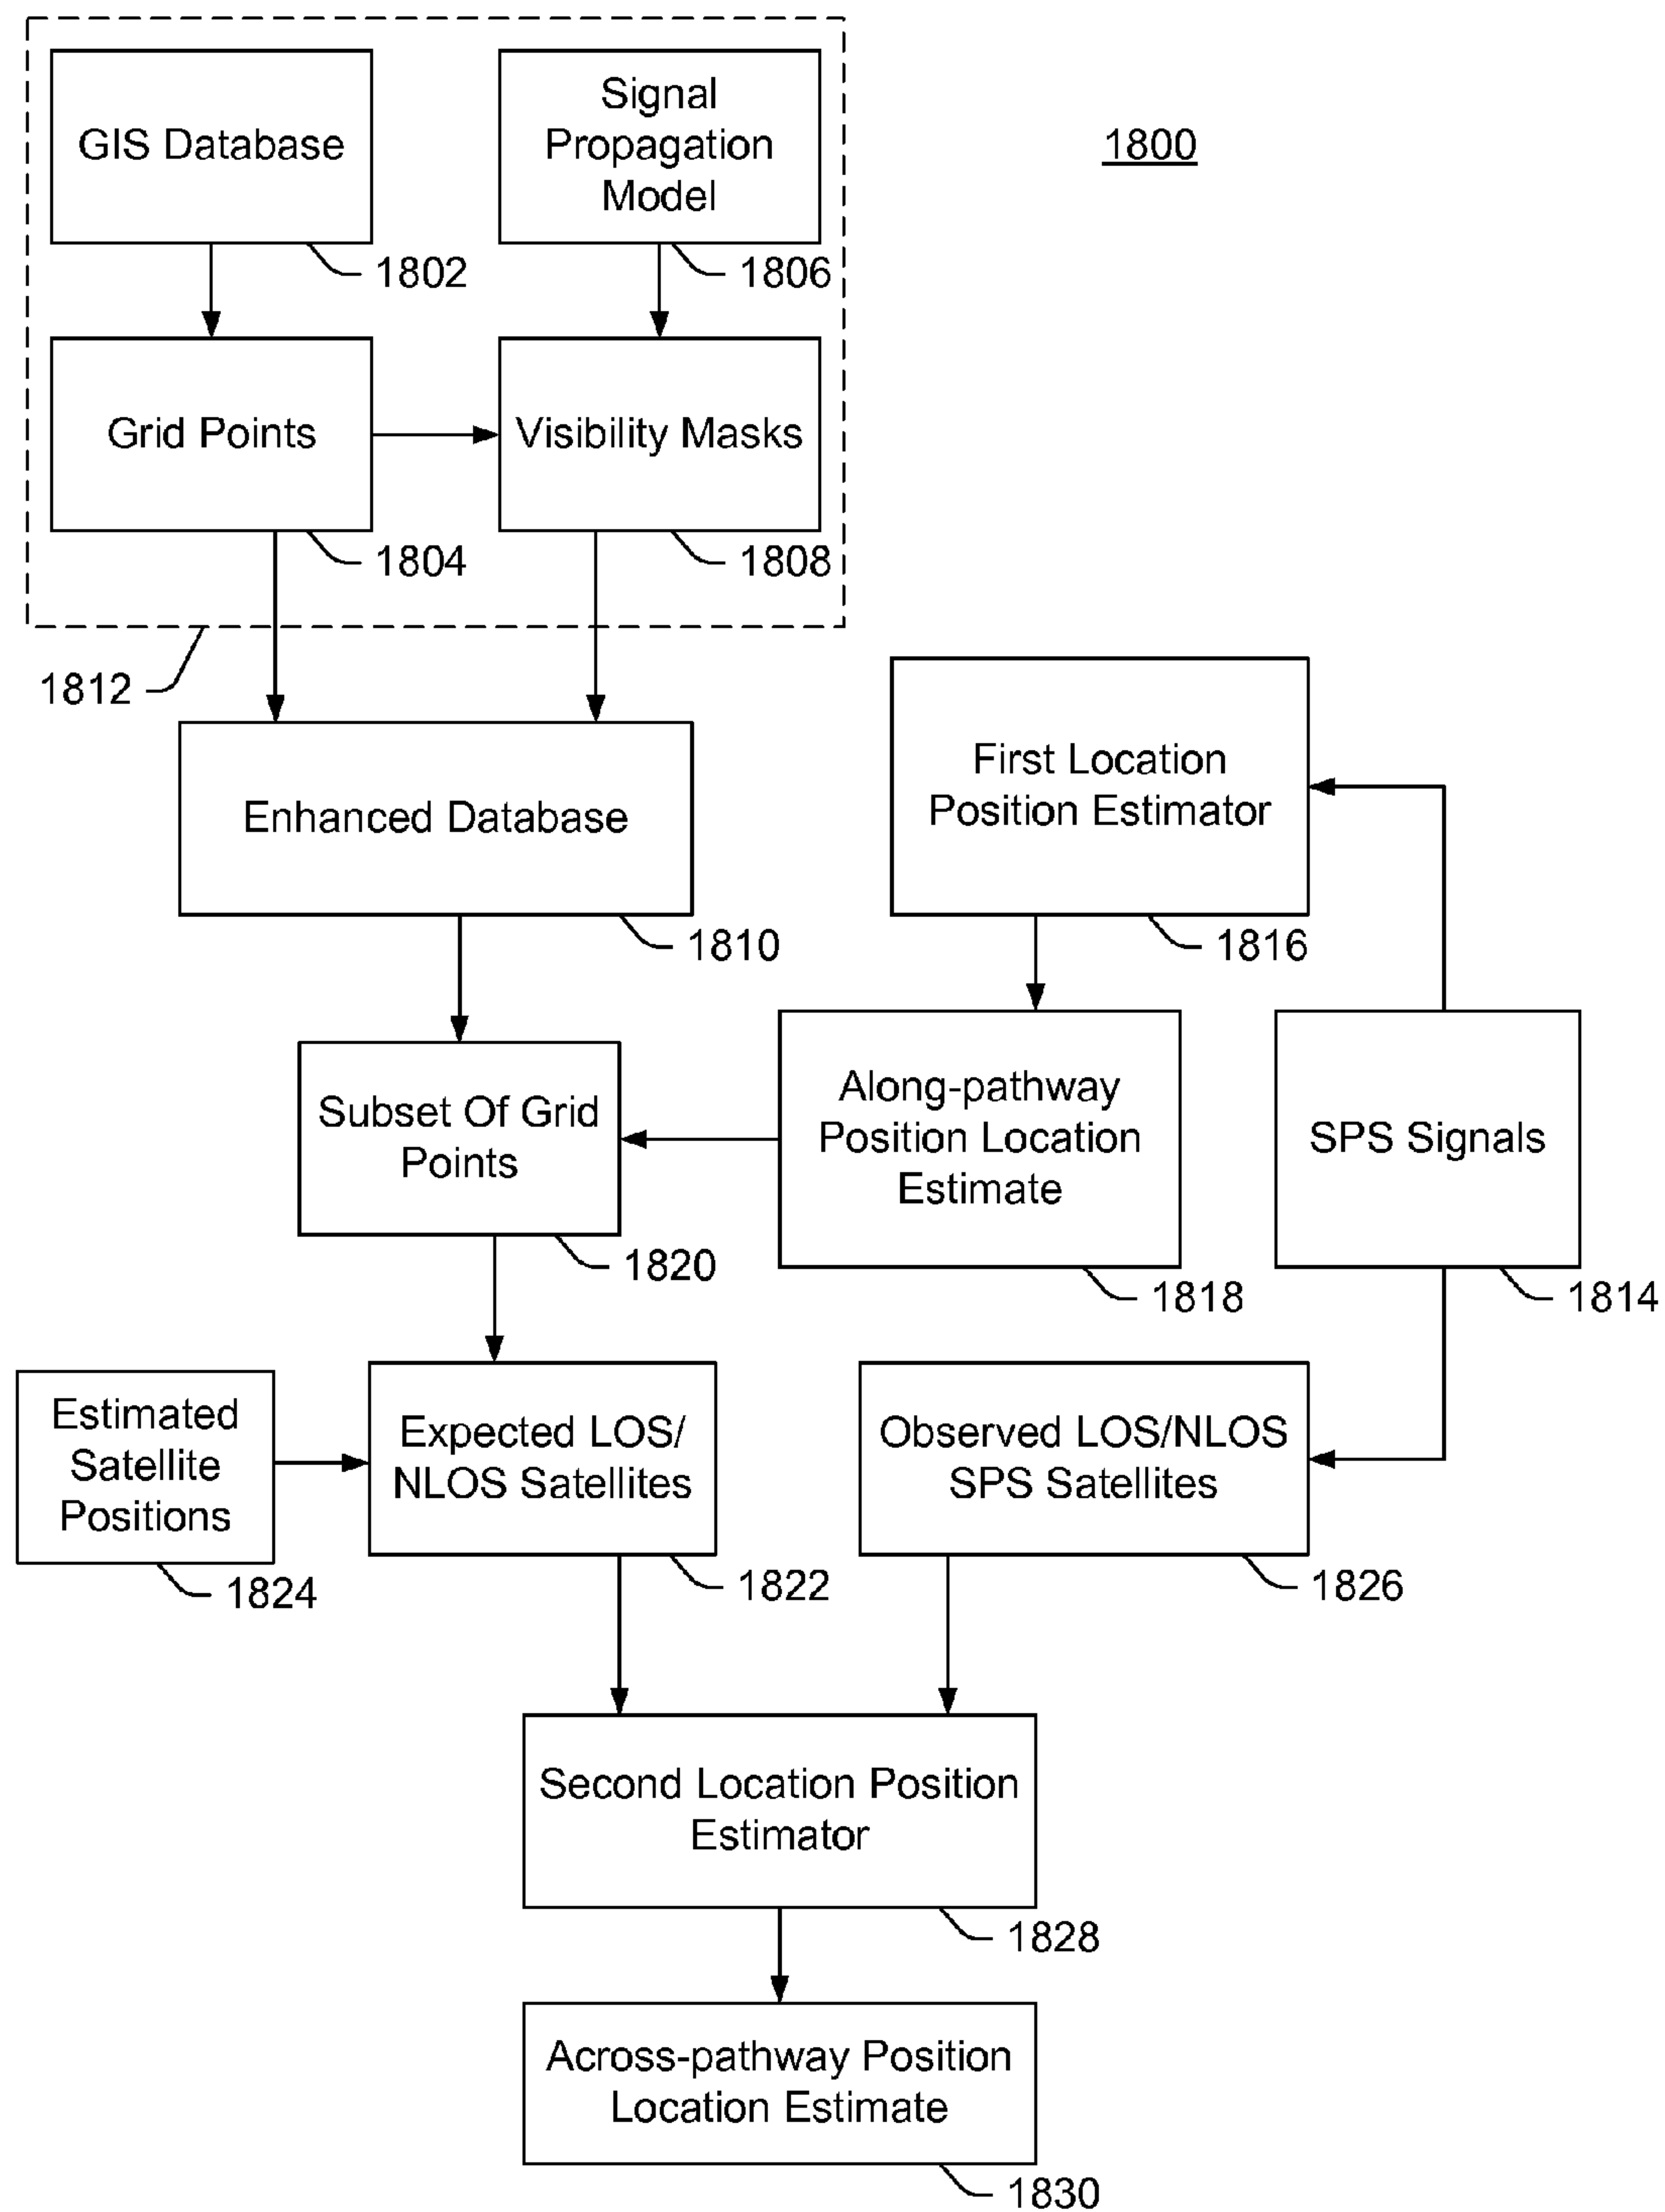 GIS Database
1802
Signal
Propagation
Model
1806
1800
Grid Points
1804
Visibility Masks
1808
1812
Enhanced Database
1810
First Location
Position Estimator
1816
Subset Of Grid
Points
1820
Along-pathway
Position Location
Estimate
1818
SPS Signals
1814
Estimated
Satellite
Positions
1824
Expected LOS/
NLOS Satellites
1822
Observed LOS/NLOS
SPS Satellites
1826
Second Location Position
Estimator
1828
Across-pathway Position
Location Estimate
1830